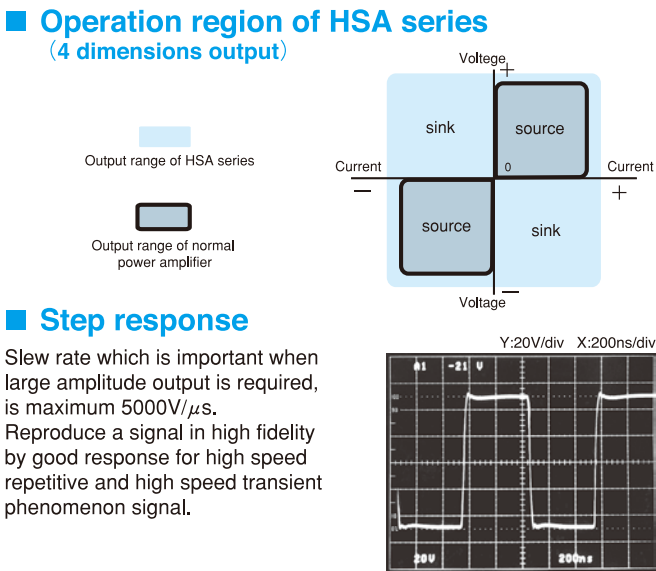 ■ Operation region of HSA series
（4 dimensions output）
Voltege
+
sink
source
Output range of HSA series
Current
0
Current
−
+
source
sink
Output range of normal
power amplifier
−
Voltage
■ Step response
Y:20V/div X:200ns/div
Slew rate which is important when
large amplitude output is required,
is maximum 5000V/μs.
Reproduce a signal in high fidelity
by good response for high speed
repetitive and high speed transient
phenomenon signal.
A1 -21 V
20V 200ns